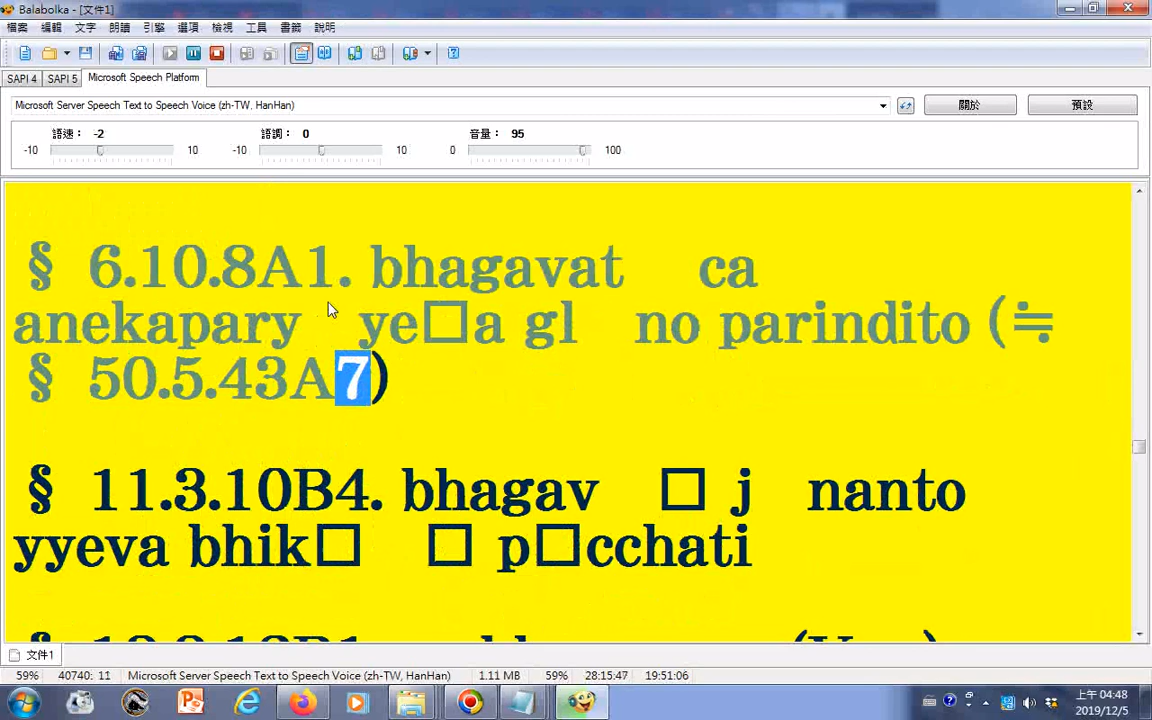 Balabolka - [文件1]
檔案 編輯 文字 朗讀 引擎 選項 檢視 工具 書籤 說明
SAPI 4 SAPI 5 Microsoft Speech Platform
Microsoft Server Speech Text to Speech Voice (zh-TW, HanHan) 關於 預設
語速： -2 語調： 0 音量： 95
-10 10 -10 10 0 100
§ 6.10.8A1. bhagavat ca
anekapary ye□a gl no parindito (≒
§ 50.5.43A7)
§ 11.3.10B4. bhagav □ j nanto
yyeva bhik□ □ p□cchati
文件1
59% 40740: 11 Microsoft Server Speech Text to Speech Voice (zh-TW, HanHan) 1.11 MB 59% 28:15:47 19:51:06
上午 04:48
2019/12/5